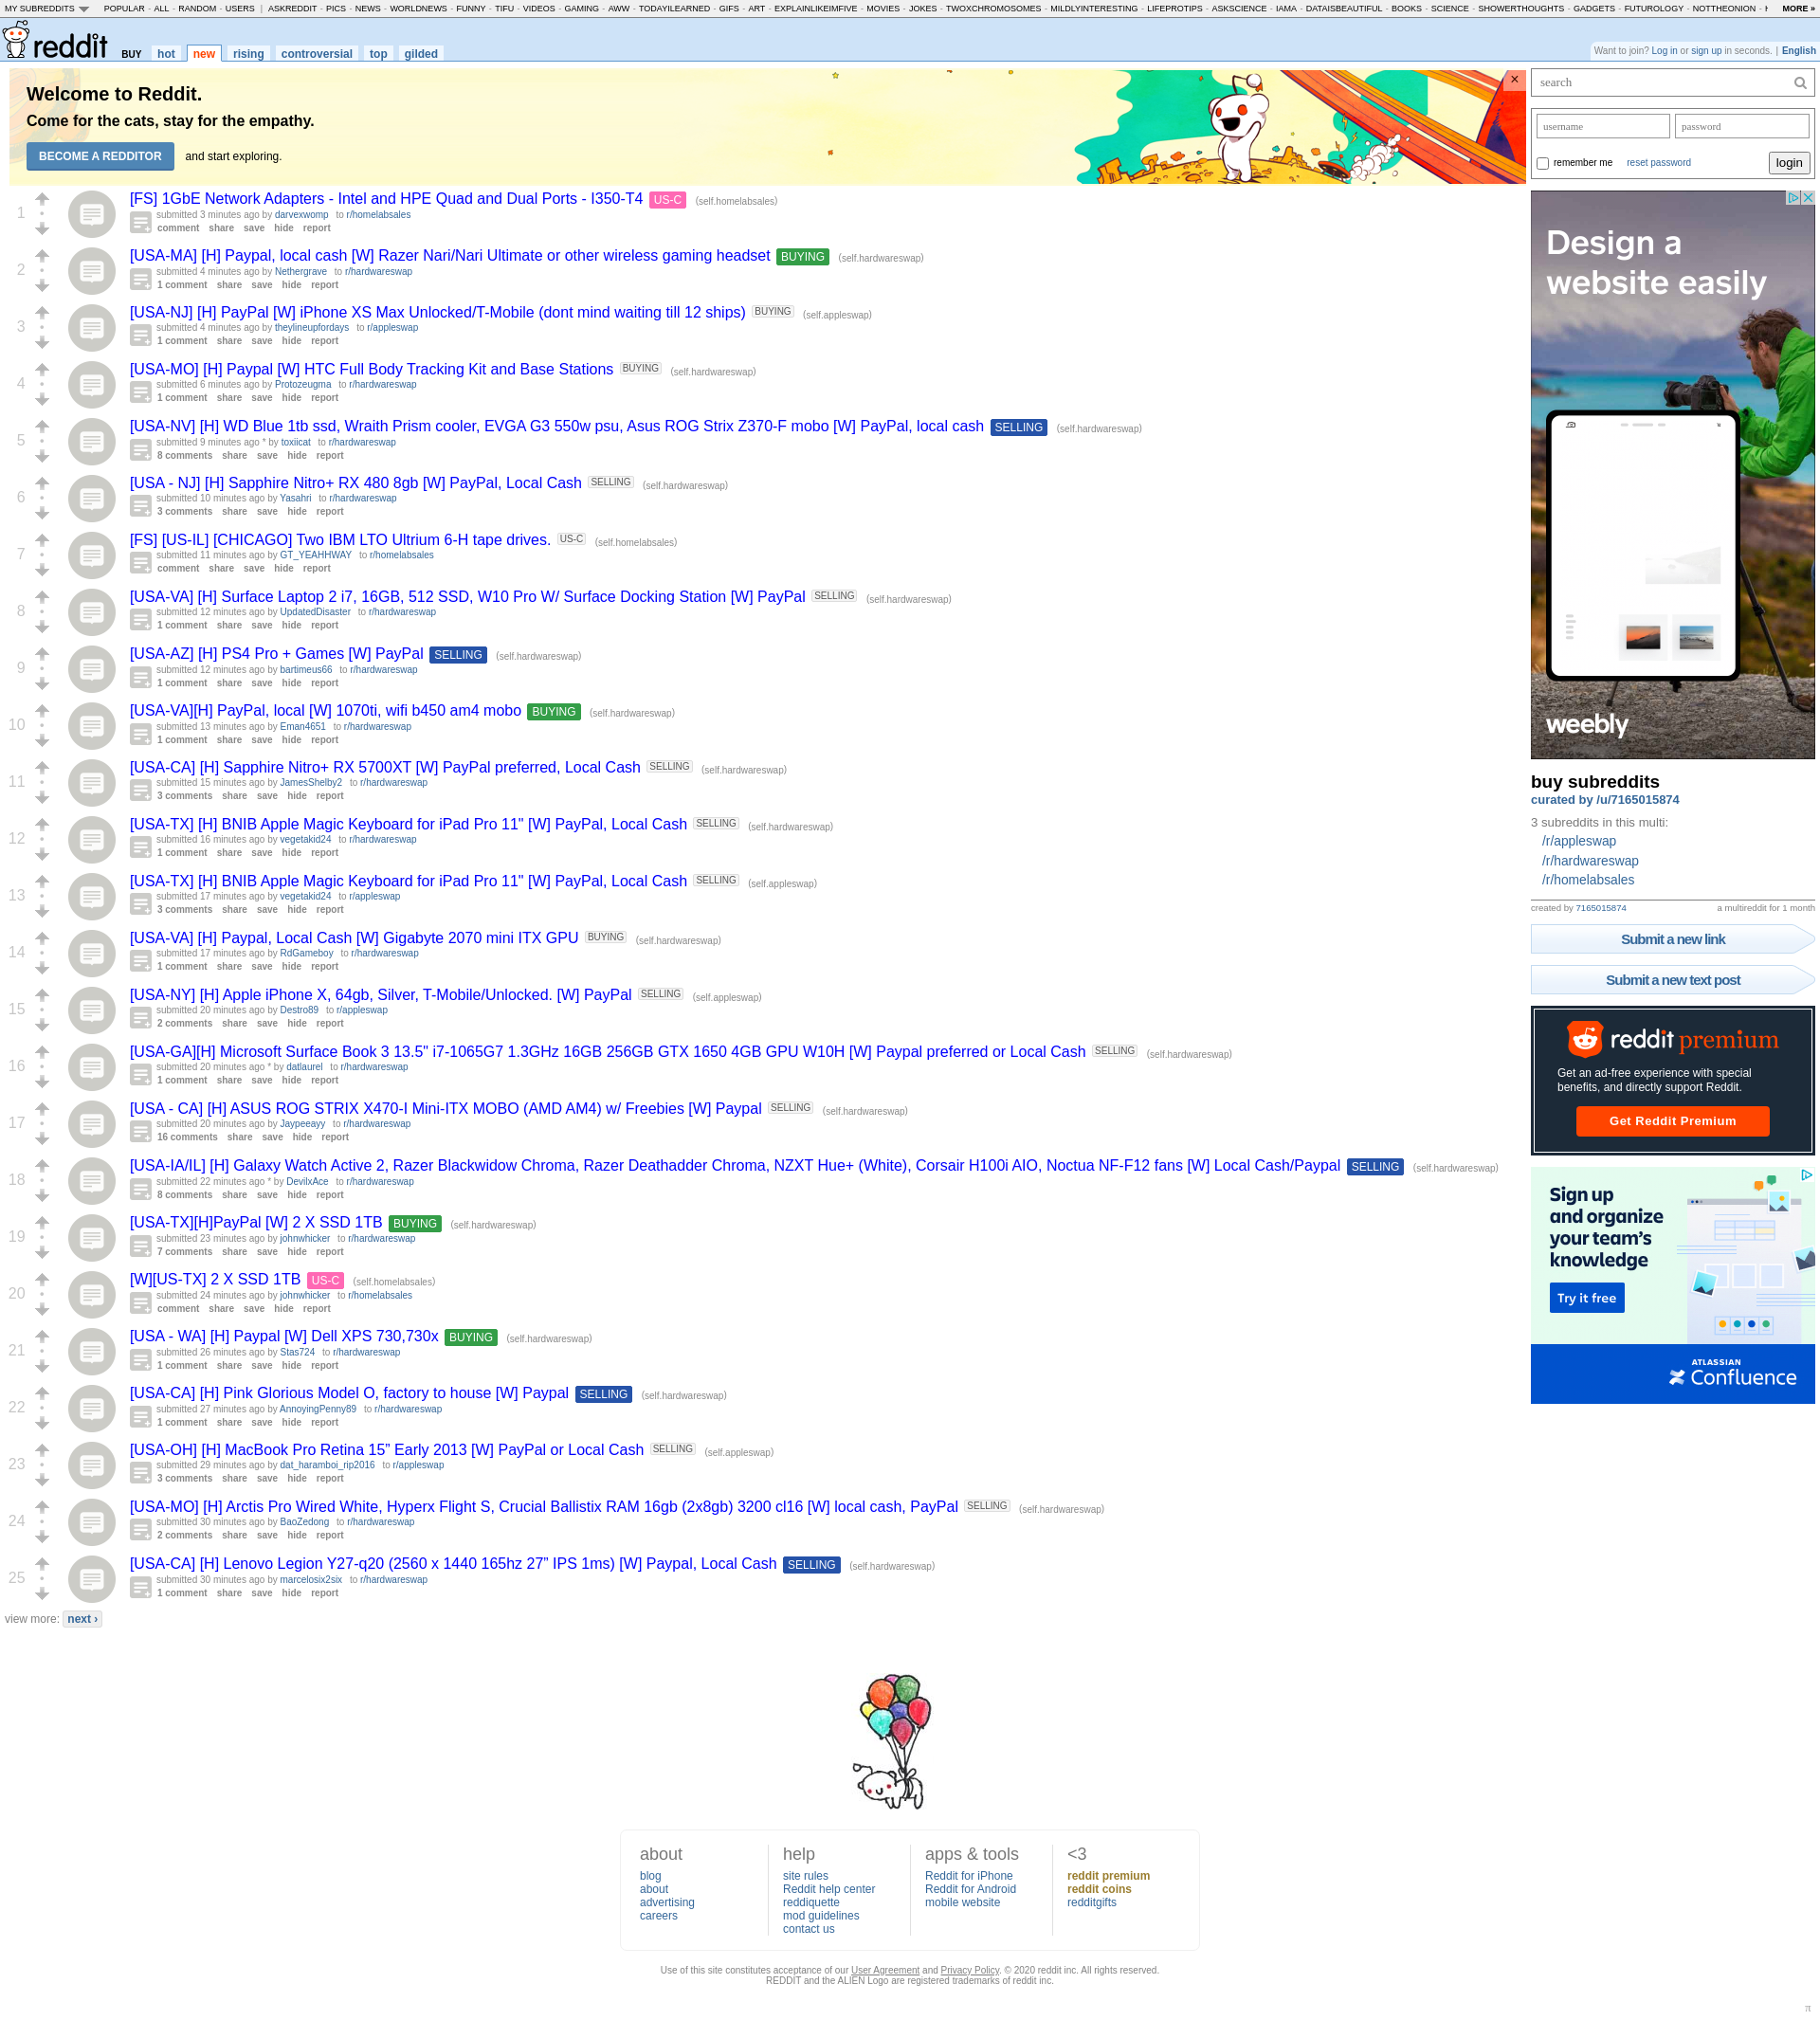 MY SUBREDDITS POPULAR - ALL - RANDOM - USERS | ASKREDDIT - PICS - NEWS - WORLDNEWS - FUNNY - TIFU - VIDEOS - GAMING - AWW - TODAYILEARNED - GIFS - ART - EXPLAINLIKEIMFIVE - MOVIES - JOKES - TWOXCHROMOSOMES - MILDLYINTERESTING - LIFEPROTIPS - ASKSCIENCE - IAMA - DATAISBEAUTIFUL - BOOKS - SCIENCE - SHOWERTHOUGHTS - GADGETS - FUTUROLOGY - NOTTHEONION - MORE »
reddit BUY hot new rising controversial top gilded
Want to join? Log in or sign up in seconds. | English
Welcome to Reddit.
Come for the cats, stay for the empathy.
BECOME A REDDITOR and start exploring.
×
1
[FS] 1GbE Network Adapters - Intel and HPE Quad and Dual Ports - I350-T4 US-C (self.homelabsales)
submitted 3 minutes ago by darvexwomp to r/homelabsales
comment share save hide report
2
[USA-MA] [H] Paypal, local cash [W] Razer Nari/Nari Ultimate or other wireless gaming headset BUYING (self.hardwareswap)
submitted 4 minutes ago by Nethergrave to r/hardwareswap
1 comment share save hide report
3
[USA-NJ] [H] PayPal [W] iPhone XS Max Unlocked/T-Mobile (dont mind waiting till 12 ships) BUYING (self.appleswap)
submitted 4 minutes ago by theylineupfordays to r/appleswap
1 comment share save hide report
4
[USA-MO] [H] Paypal [W] HTC Full Body Tracking Kit and Base Stations BUYING (self.hardwareswap)
submitted 6 minutes ago by Protozeugma to r/hardwareswap
1 comment share save hide report
5
[USA-NV] [H] WD Blue 1tb ssd, Wraith Prism cooler, EVGA G3 550w psu, Asus ROG Strix Z370-F mobo [W] PayPal, local cash SELLING (self.hardwareswap)
submitted 9 minutes ago * by toxiicat to r/hardwareswap
8 comments share save hide report
6
[USA - NJ] [H] Sapphire Nitro+ RX 480 8gb [W] PayPal, Local Cash SELLING (self.hardwareswap)
submitted 10 minutes ago by Yasahri to r/hardwareswap
3 comments share save hide report
7
[FS] [US-IL] [CHICAGO] Two IBM LTO Ultrium 6-H tape drives. US-C (self.homelabsales)
submitted 11 minutes ago by GT_YEAHHWAY to r/homelabsales
comment share save hide report
8
[USA-VA] [H] Surface Laptop 2 i7, 16GB, 512 SSD, W10 Pro W/ Surface Docking Station [W] PayPal SELLING (self.hardwareswap)
submitted 12 minutes ago by UpdatedDisaster to r/hardwareswap
1 comment share save hide report
9
[USA-AZ] [H] PS4 Pro + Games [W] PayPal SELLING (self.hardwareswap)
submitted 12 minutes ago by bartimeus66 to r/hardwareswap
1 comment share save hide report
10
[USA-VA][H] PayPal, local [W] 1070ti, wifi b450 am4 mobo BUYING (self.hardwareswap)
submitted 13 minutes ago by Eman4651 to r/hardwareswap
1 comment share save hide report
11
[USA-CA] [H] Sapphire Nitro+ RX 5700XT [W] PayPal preferred, Local Cash SELLING (self.hardwareswap)
submitted 15 minutes ago by JamesShelby2 to r/hardwareswap
3 comments share save hide report
12
[USA-TX] [H] BNIB Apple Magic Keyboard for iPad Pro 11" [W] PayPal, Local Cash SELLING (self.hardwareswap)
submitted 16 minutes ago by vegetakid24 to r/hardwareswap
1 comment share save hide report
13
[USA-TX] [H] BNIB Apple Magic Keyboard for iPad Pro 11" [W] PayPal, Local Cash SELLING (self.appleswap)
submitted 17 minutes ago by vegetakid24 to r/appleswap
3 comments share save hide report
14
[USA-VA] [H] Paypal, Local Cash [W] Gigabyte 2070 mini ITX GPU BUYING (self.hardwareswap)
submitted 17 minutes ago by RdGameboy to r/hardwareswap
1 comment share save hide report
15
[USA-NY] [H] Apple iPhone X, 64gb, Silver, T-Mobile/Unlocked. [W] PayPal SELLING (self.appleswap)
submitted 20 minutes ago by Destro89 to r/appleswap
2 comments share save hide report
16
[USA-GA][H] Microsoft Surface Book 3 13.5" i7-1065G7 1.3GHz 16GB 256GB GTX 1650 4GB GPU W10H [W] Paypal preferred or Local Cash SELLING (self.hardwareswap)
submitted 20 minutes ago * by datlaurel to r/hardwareswap
1 comment share save hide report
17
[USA - CA] [H] ASUS ROG STRIX X470-I Mini-ITX MOBO (AMD AM4) w/ Freebies [W] Paypal SELLING (self.hardwareswap)
submitted 20 minutes ago by Jaypeeayy to r/hardwareswap
16 comments share save hide report
18
[USA-IA/IL] [H] Galaxy Watch Active 2, Razer Blackwidow Chroma, Razer Deathadder Chroma, NZXT Hue+ (White), Corsair H100i AIO, Noctua NF-F12 fans [W] Local Cash/Paypal SELLING (self.hardwareswap)
submitted 22 minutes ago * by DevilxAce to r/hardwareswap
8 comments share save hide report
19
[USA-TX][H]PayPal [W] 2 X SSD 1TB BUYING (self.hardwareswap)
submitted 23 minutes ago by johnwhicker to r/hardwareswap
7 comments share save hide report
20
[W][US-TX] 2 X SSD 1TB US-C (self.homelabsales)
submitted 24 minutes ago by johnwhicker to r/homelabsales
comment share save hide report
21
[USA - WA] [H] Paypal [W] Dell XPS 730,730x BUYING (self.hardwareswap)
submitted 26 minutes ago by Stas724 to r/hardwareswap
1 comment share save hide report
22
[USA-CA] [H] Pink Glorious Model O, factory to house [W] Paypal SELLING (self.hardwareswap)
submitted 27 minutes ago by AnnoyingPenny89 to r/hardwareswap
1 comment share save hide report
23
[USA-OH] [H] MacBook Pro Retina 15” Early 2013 [W] PayPal or Local Cash SELLING (self.appleswap)
submitted 29 minutes ago by dat_haramboi_rip2016 to r/appleswap
3 comments share save hide report
24
[USA-MO] [H] Arctis Pro Wired White, Hyperx Flight S, Crucial Ballistix RAM 16gb (2x8gb) 3200 cl16 [W] local cash, PayPal SELLING (self.hardwareswap)
submitted 30 minutes ago by BaoZedong to r/hardwareswap
2 comments share save hide report
25
[USA-CA] [H] Lenovo Legion Y27-q20 (2560 x 1440 165hz 27” IPS 1ms) [W] Paypal, Local Cash SELLING (self.hardwareswap)
submitted 30 minutes ago by marcelosix2six to r/hardwareswap
1 comment share save hide report
view more: next ›
search
username password
remember me reset password login
Design a
website easily
weebly
buy subreddits
curated by /u/7165015874
3 subreddits in this multi:
/r/appleswap
/r/hardwareswap
/r/homelabsales
created by 7165015874 a multireddit for 1 month
Submit a new link
Submit a new text post
reddit premium
Get an ad-free experience with special
benefits, and directly support Reddit.
Get Reddit Premium
Sign up
and organize
your team’s
knowledge
Try it free
ATLASSIAN
Confluence
about
blog
about
advertising
careers
help
site rules
Reddit help center
reddiquette
mod guidelines
contact us
apps & tools
Reddit for iPhone
Reddit for Android
mobile website
<3
reddit premium
reddit coins
redditgifts
Use of this site constitutes acceptance of our User Agreement and Privacy Policy. © 2020 reddit inc. All rights reserved.
REDDIT and the ALIEN Logo are registered trademarks of reddit inc.
π